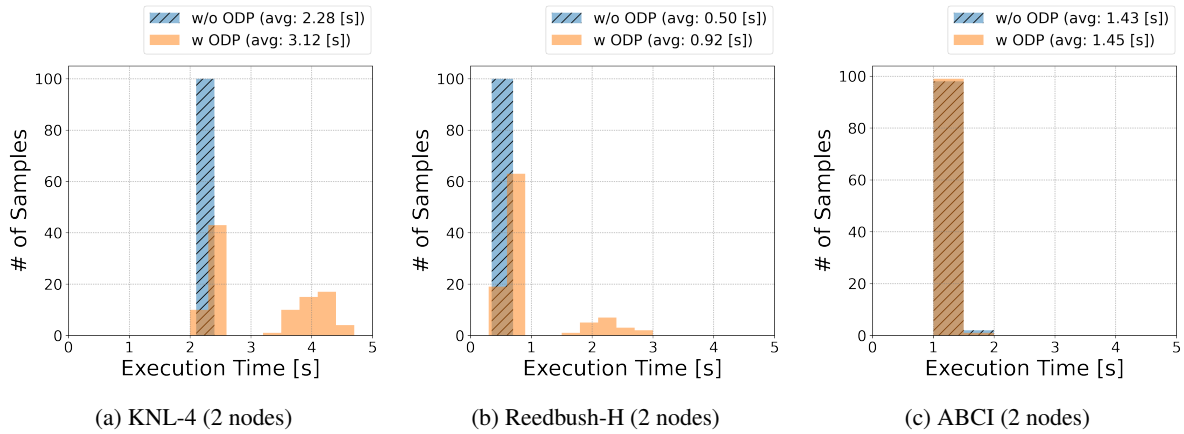 w/o ODP (avg: 2.28 [s])
w ODP (avg: 3.12 [s])
100
80
60
40
20
0
# of Samples
0 1 2 3 4 5
Execution Time [s]
(a) KNL-4 (2 nodes)
w/o ODP (avg: 0.50 [s])
w ODP (avg: 0.92 [s])
100
80
60
40
20
0
# of Samples
0 1 2 3 4 5
Execution Time [s]
(b) Reedbush-H (2 nodes)
w/o ODP (avg: 1.43 [s])
w ODP (avg: 1.45 [s])
100
80
60
40
20
0
# of Samples
0 1 2 3 4 5
Execution Time [s]
(c) ABCI (2 nodes)